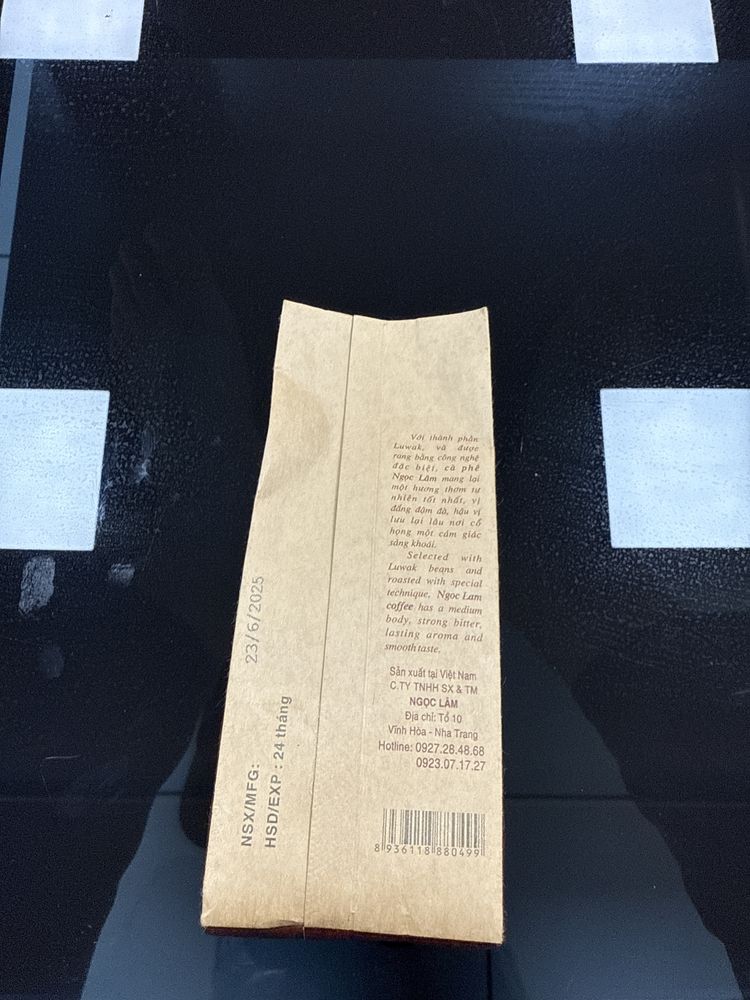 Với thành phần
Luwak, và được
rang bằng công nghệ
đặc biệt, cà phê
Ngọc Lâm mang lại
một hương thơm tự
nhiên tốt nhất, vị
đắng đậm đà, hậu vị
lưu lại lâu nơi cổ
họng một cảm giác
sảng khoái.
Selected with
Luwak beans and
roasted with special
technique, Ngoc Lam
coffee has a medium
body, strong bitter,
lasting aroma and
smooth taste.
Sản xuất tại Việt Nam
C.TY TNHH SX & TM
NGỌC LÂM
Địa chỉ: Tổ 10
Vĩnh Hòa - Nha Trang
Hotline: 0927.28.48.68
0923.07.17.27
8 936118 880499
NSX/MFG: 23/6/2025
HSD/EXP : 24 tháng